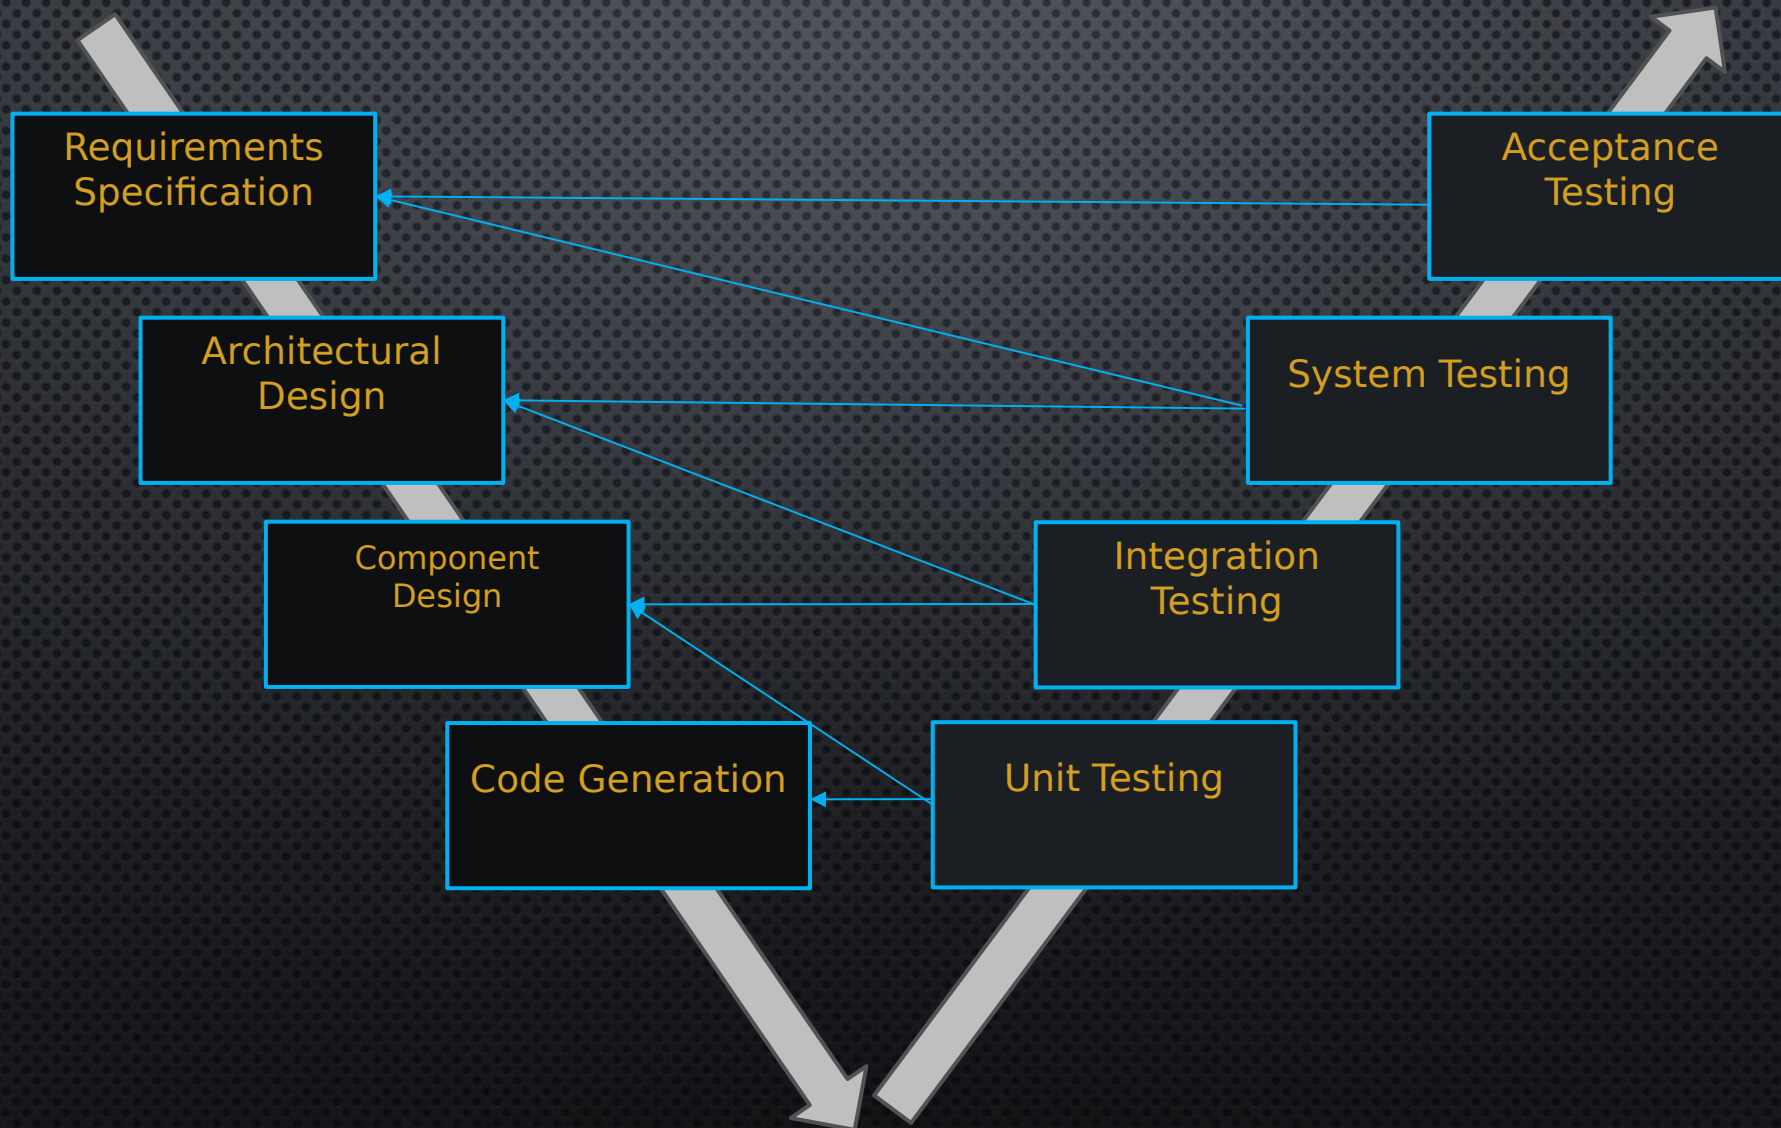 Requirements
Specification
Acceptance
Testing
Architectural
Design
System Testing
Component
Design
Integration
Testing
Code Generation
Unit Testing